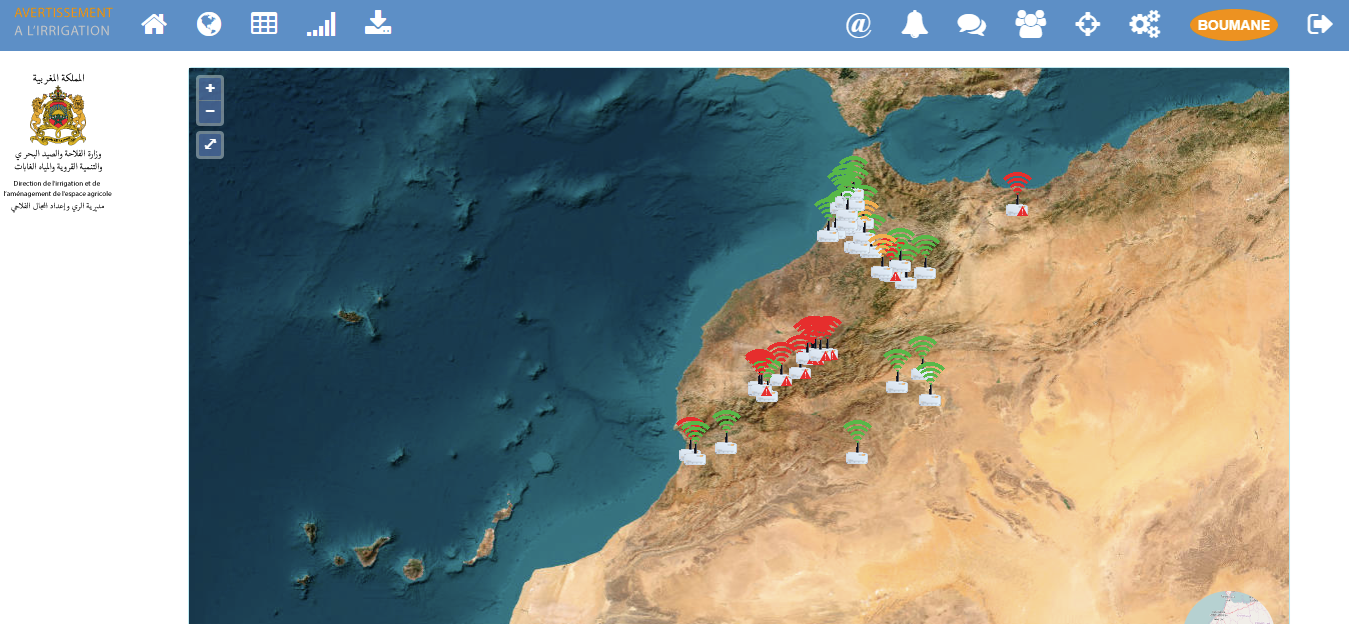 AVERTISSEMENT
A L'IRRIGATION
@
BOUMANE
المملكة المغربية
وزارة الفلاحة والصيد البحري
والتنمية القروية والمياه والغابات
Direction de l'irrigation et de
l'aménagement de l'espace agricole
مديرية الري وإعداد المجال الفلاحي
+
−